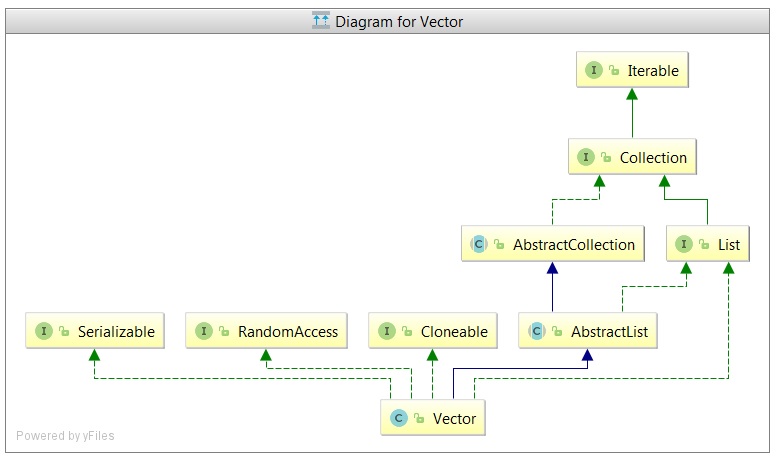 Diagram for Vector
I Iterable
I Collection
C AbstractCollection
I List
I Serializable
I RandomAccess
I Cloneable
C AbstractList
C Vector
Powered by yFiles